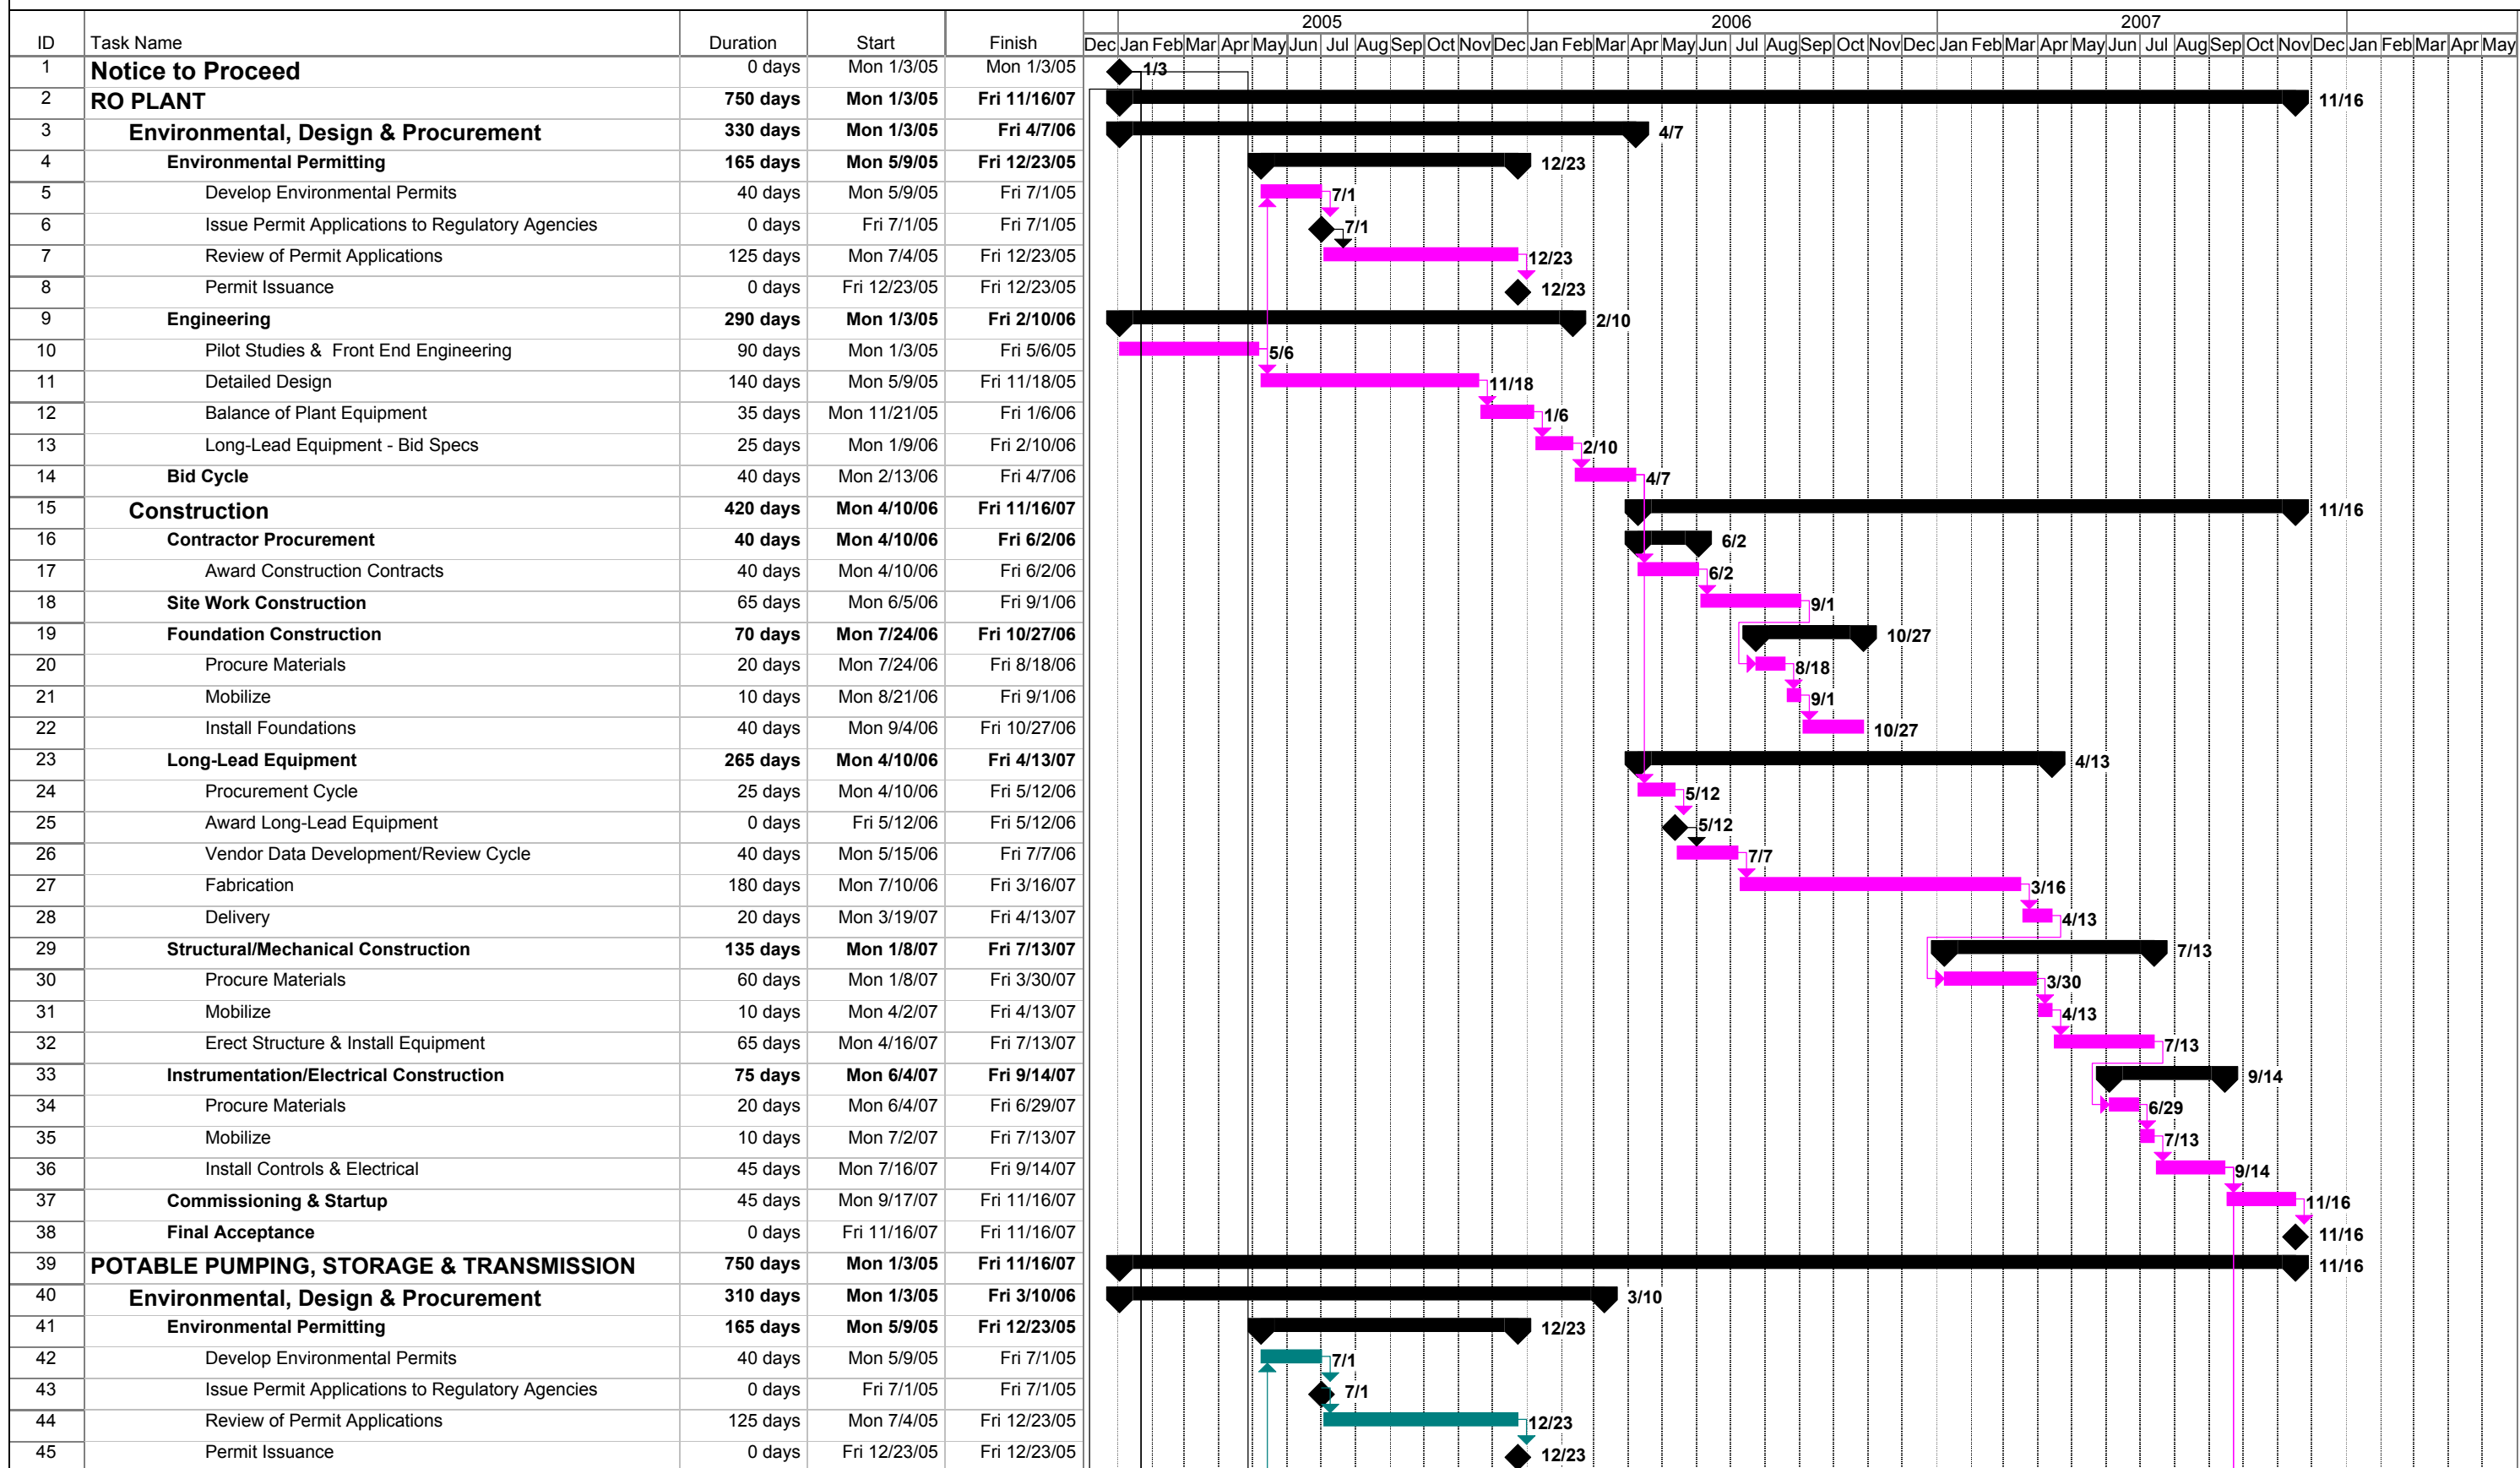 2005 2006 2007
ID Task Name Duration Start Finish Dec Jan Feb Mar Apr May Jun Jul Aug Sep Oct Nov Dec Jan Feb Mar Apr May Jun Jul Aug Sep Oct Nov Dec Jan Feb Mar Apr May Jun Jul Aug Sep Oct Nov Dec Jan Feb Mar Apr May
1 Notice to Proceed 0 days Mon 1/3/05 Mon 1/3/05 1/3
2 RO PLANT 750 days Mon 1/3/05 Fri 11/16/07 11/16
3 Environmental, Design & Procurement 330 days Mon 1/3/05 Fri 4/7/06 4/7
4 Environmental Permitting 165 days Mon 5/9/05 Fri 12/23/05 12/23
5 Develop Environmental Permits 40 days Mon 5/9/05 Fri 7/1/05 7/1
6 Issue Permit Applications to Regulatory Agencies 0 days Fri 7/1/05 Fri 7/1/05 7/1
7 Review of Permit Applications 125 days Mon 7/4/05 Fri 12/23/05 12/23
8 Permit Issuance 0 days Fri 12/23/05 Fri 12/23/05 12/23
9 Engineering 290 days Mon 1/3/05 Fri 2/10/06 2/10
10 Pilot Studies & Front End Engineering 90 days Mon 1/3/05 Fri 5/6/05 5/6
11 Detailed Design 140 days Mon 5/9/05 Fri 11/18/05 11/18
12 Balance of Plant Equipment 35 days Mon 11/21/05 Fri 1/6/06 1/6
13 Long-Lead Equipment - Bid Specs 25 days Mon 1/9/06 Fri 2/10/06 2/10
14 Bid Cycle 40 days Mon 2/13/06 Fri 4/7/06 4/7
15 Construction 420 days Mon 4/10/06 Fri 11/16/07 11/16
16 Contractor Procurement 40 days Mon 4/10/06 Fri 6/2/06 6/2
17 Award Construction Contracts 40 days Mon 4/10/06 Fri 6/2/06 6/2
18 Site Work Construction 65 days Mon 6/5/06 Fri 9/1/06 9/1
19 Foundation Construction 70 days Mon 7/24/06 Fri 10/27/06 10/27
20 Procure Materials 20 days Mon 7/24/06 Fri 8/18/06 8/18
21 Mobilize 10 days Mon 8/21/06 Fri 9/1/06 9/1
22 Install Foundations 40 days Mon 9/4/06 Fri 10/27/06 10/27
23 Long-Lead Equipment 265 days Mon 4/10/06 Fri 4/13/07 4/13
24 Procurement Cycle 25 days Mon 4/10/06 Fri 5/12/06 5/12
25 Award Long-Lead Equipment 0 days Fri 5/12/06 Fri 5/12/06 5/12
26 Vendor Data Development/Review Cycle 40 days Mon 5/15/06 Fri 7/7/06 7/7
27 Fabrication 180 days Mon 7/10/06 Fri 3/16/07 3/16
28 Delivery 20 days Mon 3/19/07 Fri 4/13/07 4/13
29 Structural/Mechanical Construction 135 days Mon 1/8/07 Fri 7/13/07 7/13
30 Procure Materials 60 days Mon 1/8/07 Fri 3/30/07 3/30
31 Mobilize 10 days Mon 4/2/07 Fri 4/13/07 4/13
32 Erect Structure & Install Equipment 65 days Mon 4/16/07 Fri 7/13/07 7/13
33 Instrumentation/Electrical Construction 75 days Mon 6/4/07 Fri 9/14/07 9/14
34 Procure Materials 20 days Mon 6/4/07 Fri 6/29/07 6/29
35 Mobilize 10 days Mon 7/2/07 Fri 7/13/07 7/13
36 Install Controls & Electrical 45 days Mon 7/16/07 Fri 9/14/07 9/14
37 Commissioning & Startup 45 days Mon 9/17/07 Fri 11/16/07 11/16
38 Final Acceptance 0 days Fri 11/16/07 Fri 11/16/07 11/16
39 POTABLE PUMPING, STORAGE & TRANSMISSION 750 days Mon 1/3/05 Fri 11/16/07 11/16
40 Environmental, Design & Procurement 310 days Mon 1/3/05 Fri 3/10/06 3/10
41 Environmental Permitting 165 days Mon 5/9/05 Fri 12/23/05 12/23
42 Develop Environmental Permits 40 days Mon 5/9/05 Fri 7/1/05 7/1
43 Issue Permit Applications to Regulatory Agencies 0 days Fri 7/1/05 Fri 7/1/05 7/1
44 Review of Permit Applications 125 days Mon 7/4/05 Fri 12/23/05 12/23
45 Permit Issuance 0 days Fri 12/23/05 Fri 12/23/05 12/23